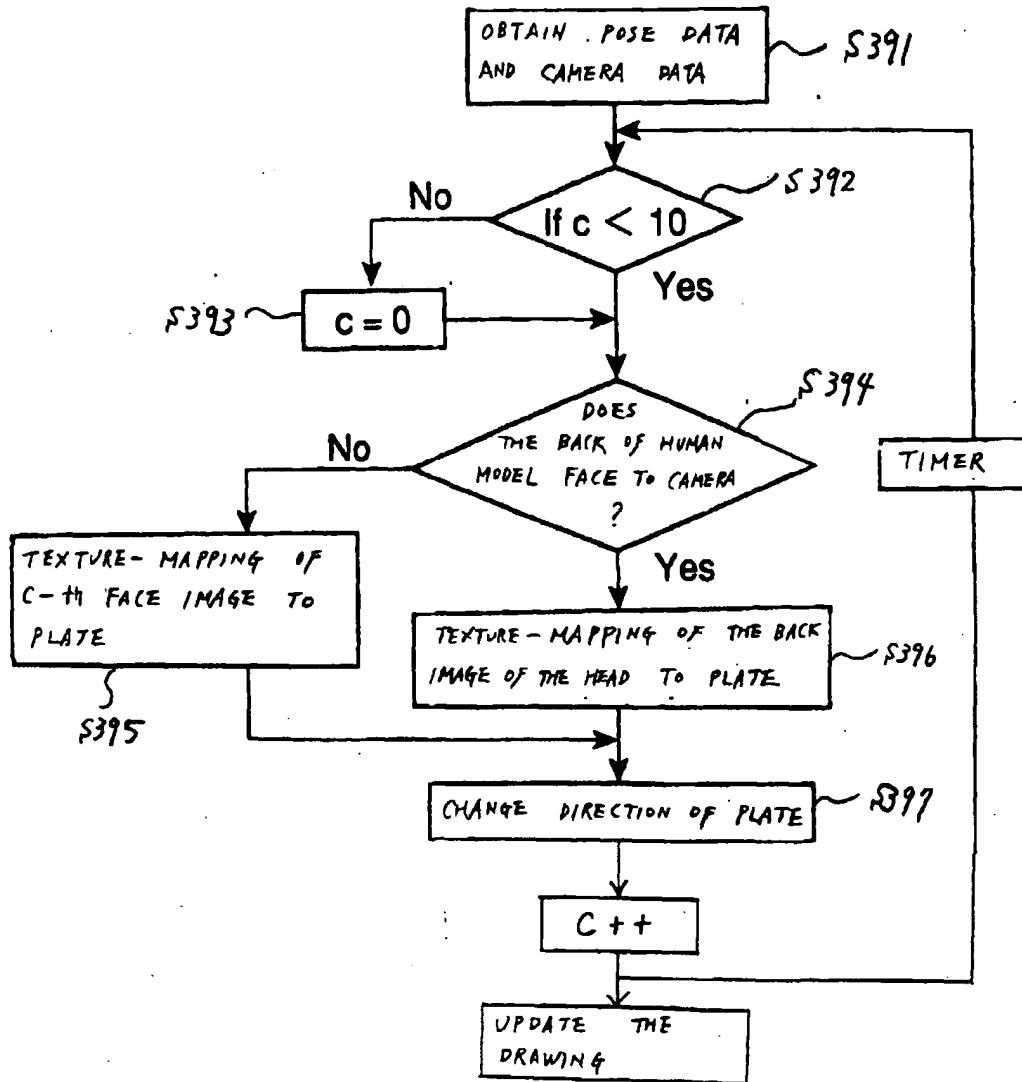 OBTAIN . POSE DATA
AND CAMERA DATA
S391
S392
No
If c < 10
Yes
S393
c = 0
S394
DOES
THE BACK OF HUMAN
MODEL FACE TO CAMERA
?
No
TIMER
Yes
TEXTURE- MAPPING OF
C-th FACE IMAGE TO
PLATE
S395
TEXTURE-MAPPING OF THE BACK
IMAGE OF THE HEAD TO PLATE
S396
CHANGE DIRECTION OF PLATE
S397
C + +
UPDATE THE
DRAWING